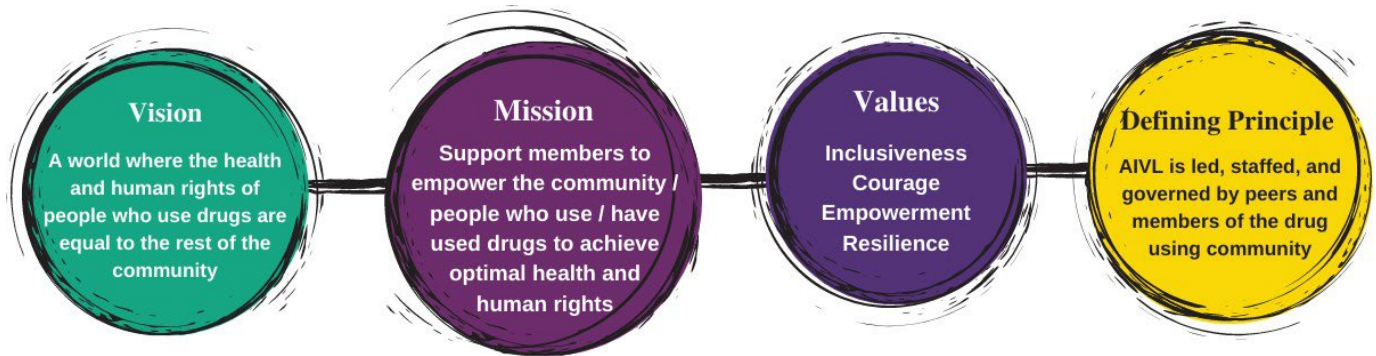 Vision
A world where the health
and human rights of
people who use drugs are
equal to the rest of the
community
Mission
Support members to
empower the community /
people who use / have
used drugs to achieve
optimal health and
human rights
Values
Inclusiveness
Courage
Empowerment
Resilience
Defining Principle
AIVL is led, staffed, and
governed by peers and
members of the drug
using community